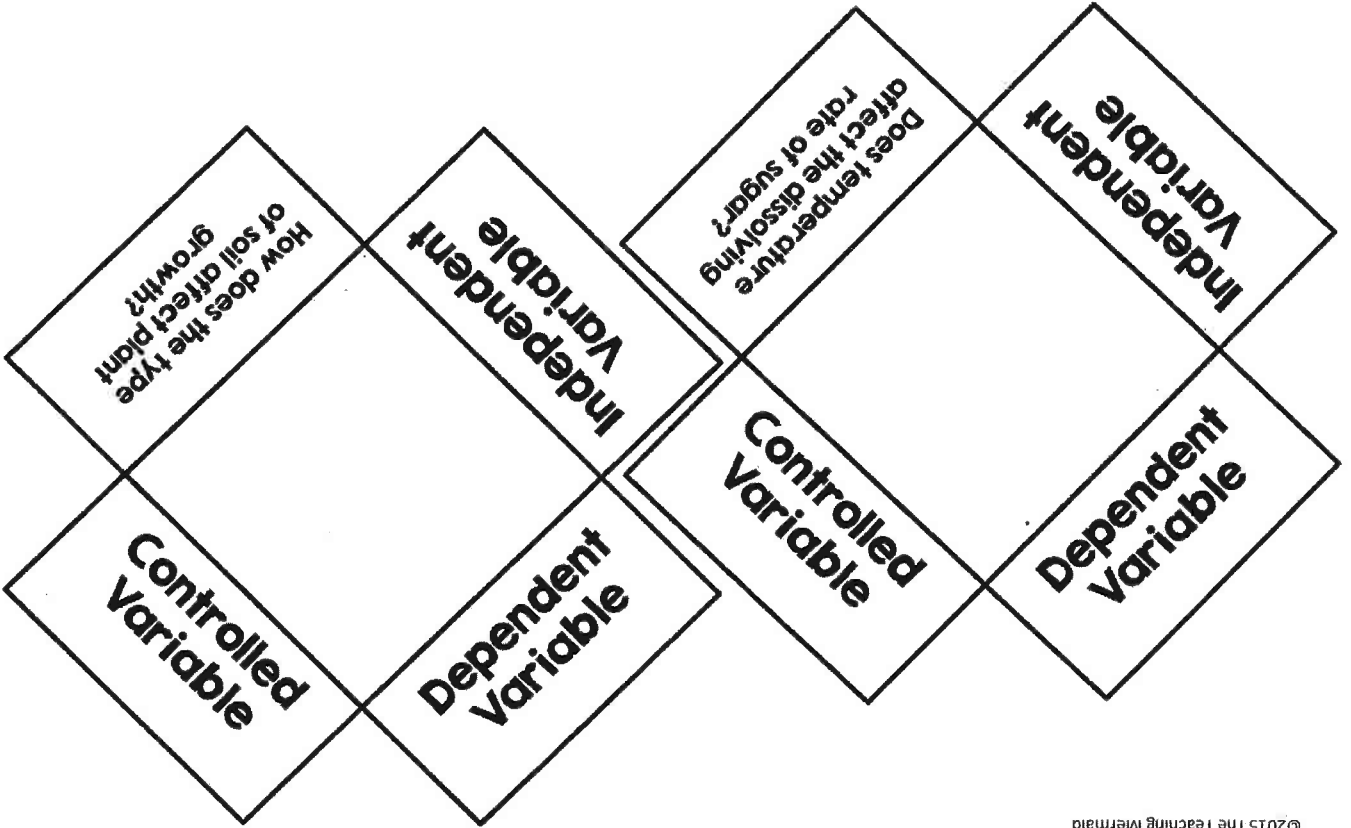 How does the type
of soil affect plant
growth?
Independent
Variable
Controlled
Variable
Dependent
Variable
Does temperature
affect the dissolving
rate of sugar?
Independent
Variable
Controlled
Variable
Dependent
Variable
©2015 The Teaching Mermaid